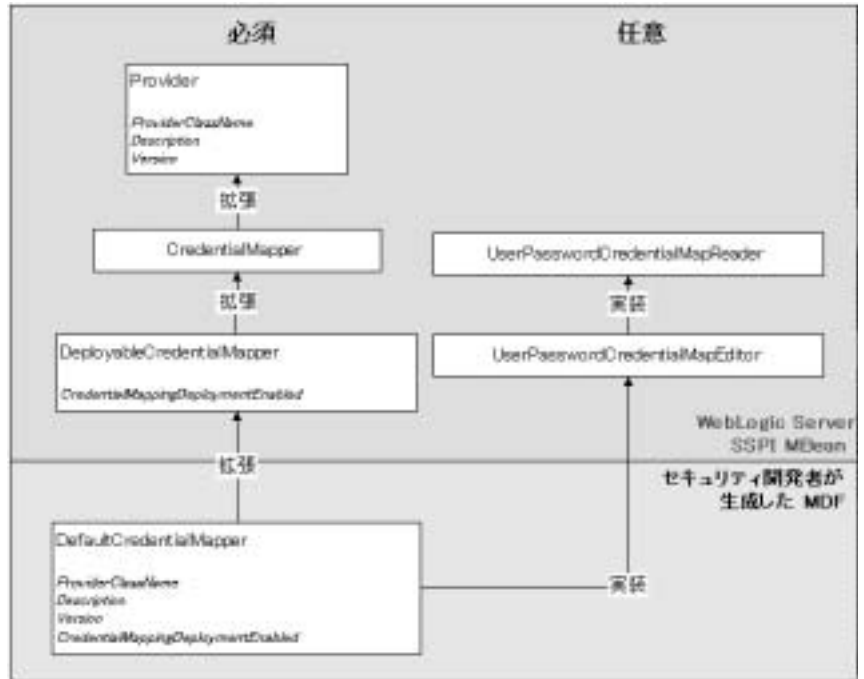 必須
任意
Provider
ProviderClassName
Description
Version
拡張
CredentialMapper
UserPasswordCredentialMapReader
拡張
実装
DeployableCredentialMapper
CredentialMappingDeploymentEnabled
UserPasswordCredentialMapEditor
WebLogic Server
SSPI MBean
拡張
セキュリティ開発者が
生成した MDF
DefaultCredentialMapper
ProviderClassName
Description
Version
CredentialMappingDeploymentEnabled
実装